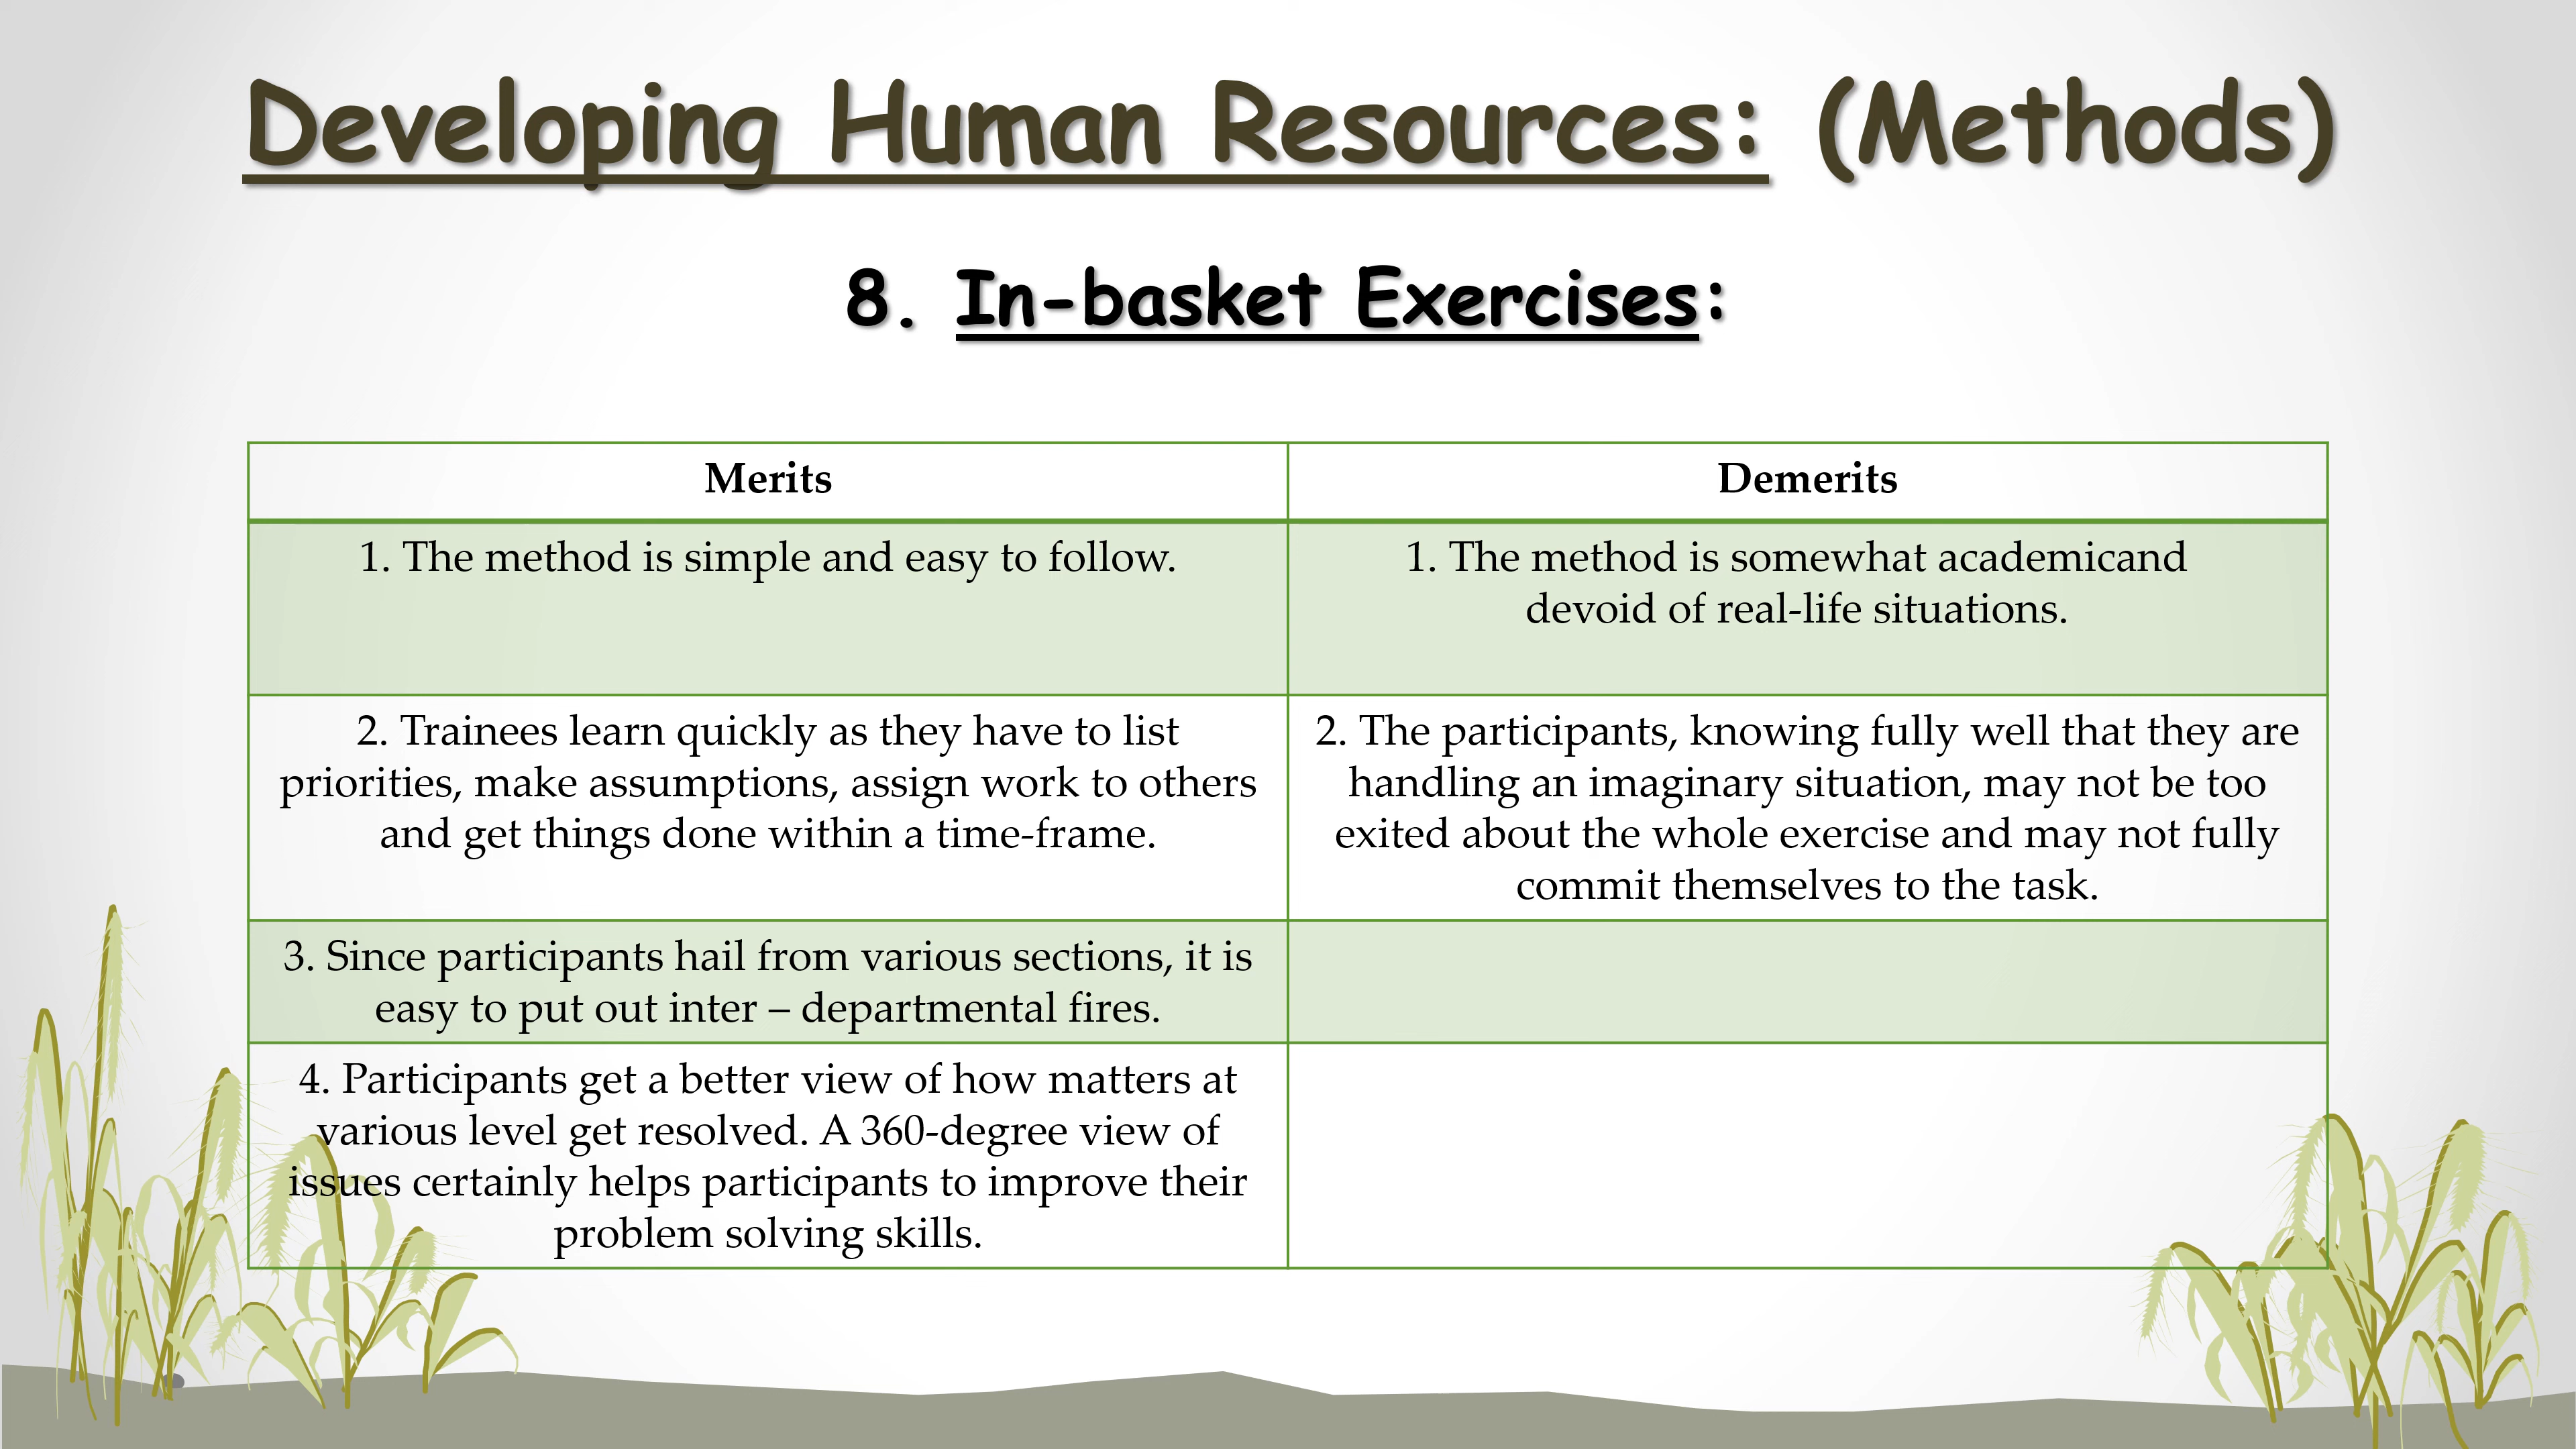 Developing Human Resources: (Methods)
8. In-basket Exercises:
Merits
Demerits
1. The method is simple and easy to follow.
1. The method is somewhat academicand
devoid of real-life situations.
2. Trainees learn quickly as they have to list
priorities, make assumptions, assign work to others
and get things done within a time-frame.
2. The participants, knowing fully well that they are
handling an imaginary situation, may not be too
exited about the whole exercise and may not fully
commit themselves to the task.
3. Since participants hail from various sections, it is
easy to put out inter – departmental fires.
4. Participants get a better view of how matters at
various level get resolved. A 360-degree view of
issues certainly helps participants to improve their
problem solving skills.